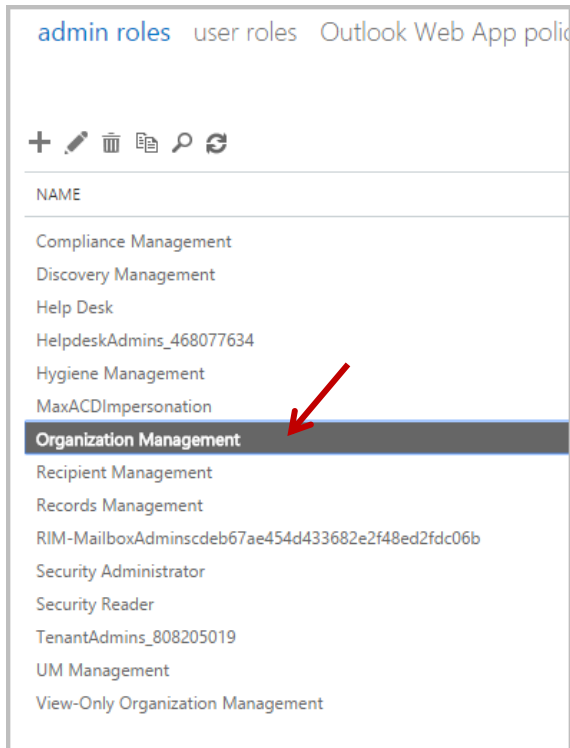 admin roles user roles Outlook Web App polic
NAME
Compliance Management
Discovery Management
Help Desk
HelpdeskAdmins_468077634
Hygiene Management
MaxACDImpersonation
Organization Management
Recipient Management
Records Management
RIM-MailboxAdminscdeb67ae454d433682e2f48ed2fdc06b
Security Administrator
Security Reader
TenantAdmins_808205019
UM Management
View-Only Organization Management